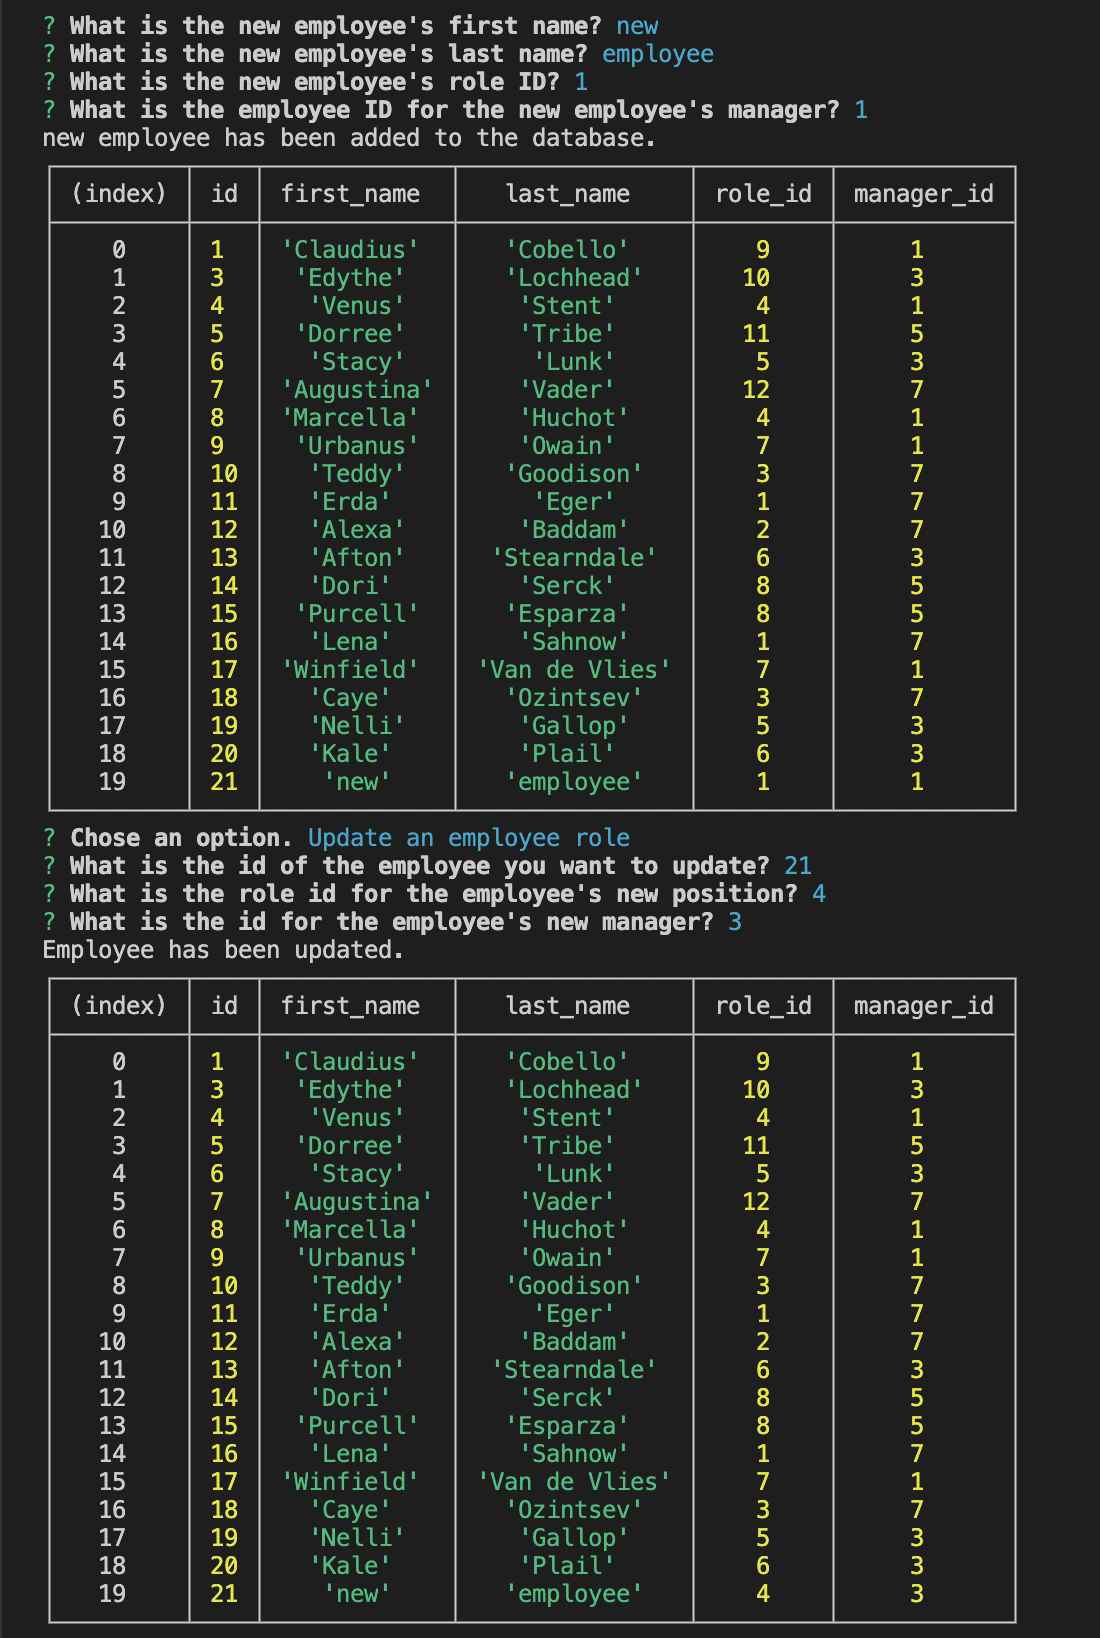 ? What is the new employee's first name? new
? What is the new employee's last name? employee
? What is the new employee's role ID? 1
? What is the employee ID for the new employee's manager? 1
new employee has been added to the database.
(index) id first_name last_name role_id manager_id
0 1 'Claudius' 'Cobello' 9 1
1 3 'Edythe' 'Lochhead' 10 3
2 4 'Venus' 'Stent' 4 1
3 5 'Dorree' 'Tribe' 11 5
4 6 'Stacy' 'Lunk' 5 3
5 7 'Augustina' 'Vader' 12 7
6 8 'Marcella' 'Huchot' 4 1
7 9 'Urbanus' 'Owain' 7 1
8 10 'Teddy' 'Goodison' 3 7
9 11 'Erda' 'Eger' 1 7
10 12 'Alexa' 'Baddam' 2 7
11 13 'Afton' 'Stearndale' 6 3
12 14 'Dori' 'Serck' 8 5
13 15 'Purcell' 'Esparza' 8 5
14 16 'Lena' 'Sahnow' 1 7
15 17 'Winfield' 'Van de Vlies' 7 1
16 18 'Caye' 'Ozintsev' 3 7
17 19 'Nelli' 'Gallop' 5 3
18 20 'Kale' 'Plail' 6 3
19 21 'new' 'employee' 1 1
? Chose an option. Update an employee role
? What is the id of the employee you want to update? 21
? What is the role id for the employee's new position? 4
? What is the id for the employee's new manager? 3
Employee has been updated.
(index) id first_name last_name role_id manager_id
0 1 'Claudius' 'Cobello' 9 1
1 3 'Edythe' 'Lochhead' 10 3
2 4 'Venus' 'Stent' 4 1
3 5 'Dorree' 'Tribe' 11 5
4 6 'Stacy' 'Lunk' 5 3
5 7 'Augustina' 'Vader' 12 7
6 8 'Marcella' 'Huchot' 4 1
7 9 'Urbanus' 'Owain' 7 1
8 10 'Teddy' 'Goodison' 3 7
9 11 'Erda' 'Eger' 1 7
10 12 'Alexa' 'Baddam' 2 7
11 13 'Afton' 'Stearndale' 6 3
12 14 'Dori' 'Serck' 8 5
13 15 'Purcell' 'Esparza' 8 5
14 16 'Lena' 'Sahnow' 1 7
15 17 'Winfield' 'Van de Vlies' 7 1
16 18 'Caye' 'Ozintsev' 3 7
17 19 'Nelli' 'Gallop' 5 3
18 20 'Kale' 'Plail' 6 3
19 21 'new' 'employee' 4 3